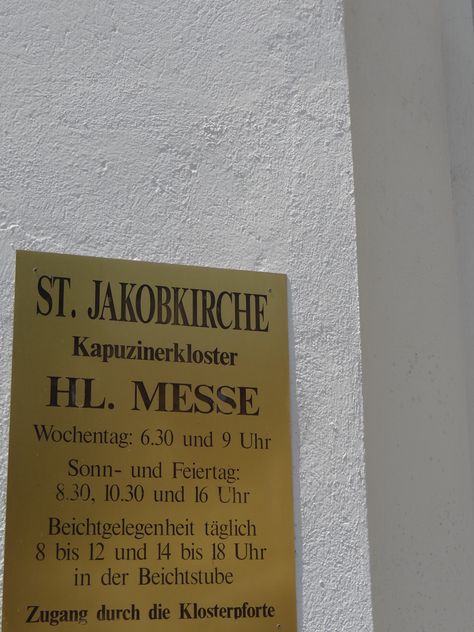 ST. JAKOBKIRCHE
Kapuzinerkloster
HL. MESSE
Wochentag: 6.30 und 9 Uhr
Sonn- und Feiertag:
8.30, 10.30 und 16 Uhr
Beichtgelegenheit täglich
8 bis 12 und 14 bis 18 Uhr
in der Beichtstube
Zugang durch die Klosterpforte